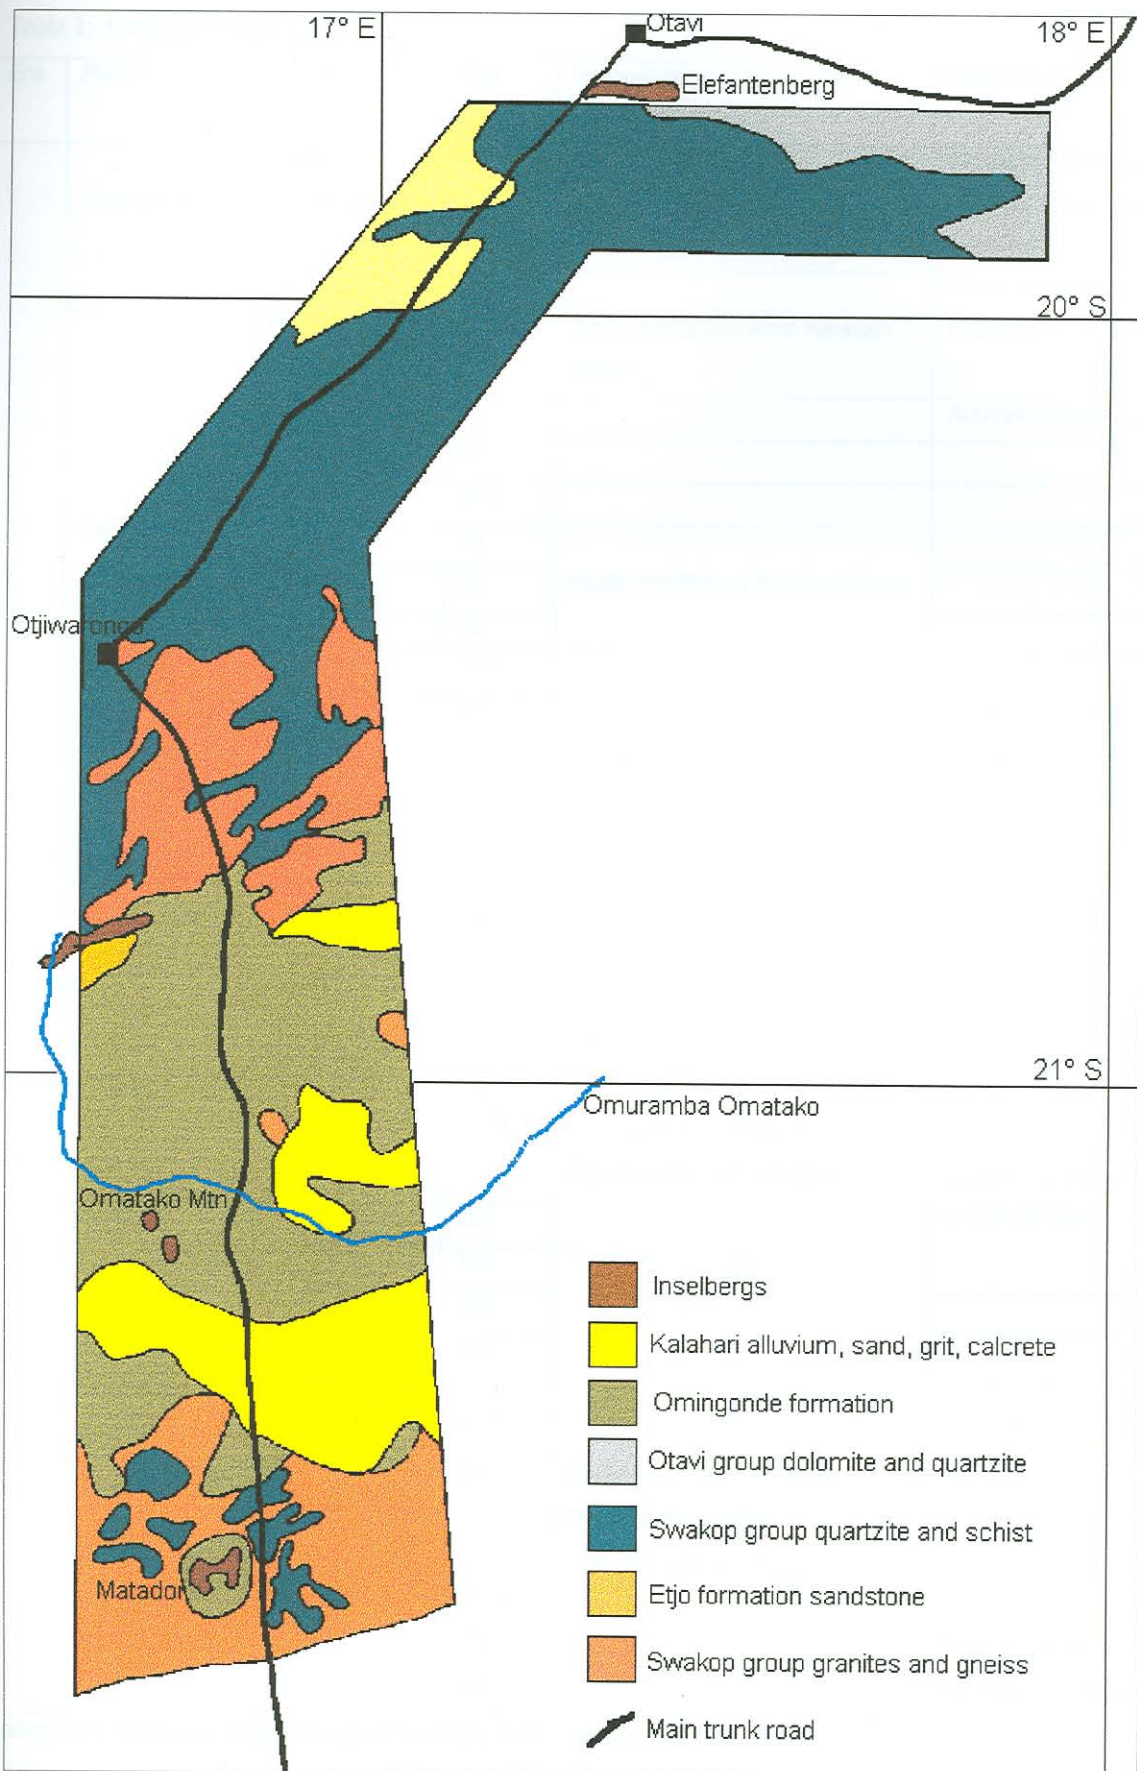 17° E
Otavi
18° E
Elefantenberg
20° S
Otjiwarongo
21° S
Omuramba Omatako
Omatako Mtn
Matador
Inselbergs
Kalahari alluvium, sand, grit, calcrete
Omingonde formation
Otavi group dolomite and quartzite
Swakop group quartzite and schist
Etjo formation sandstone
Swakop group granites and gneiss
Main trunk road